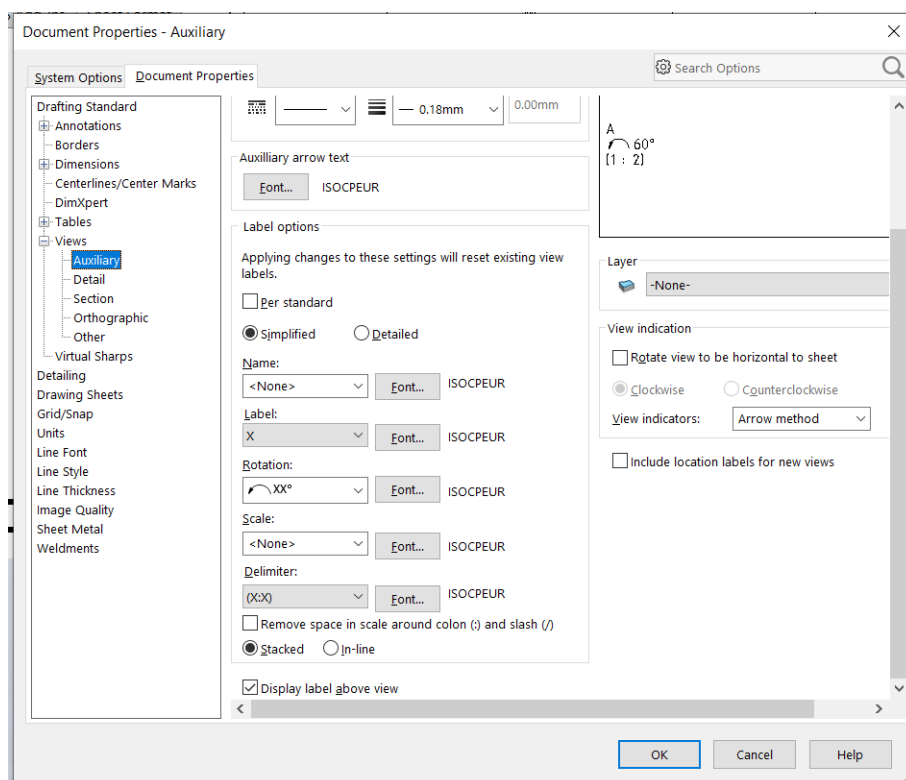 Document Properties - Auxiliary
System Options
Document Properties
Search Options
Drafting Standard
Annotations
Borders
Dimensions
Centerlines/Center Marks
DimXpert
Tables
Views
Auxiliary
Detail
Section
Orthographic
Other
Virtual Sharps
Detailing
Drawing Sheets
Grid/Snap
Units
Line Font
Line Style
Line Thickness
Image Quality
Sheet Metal
Weldments
0.18mm
0.00mm
Auxilliary arrow text
Font... ISOCPEUR
Label options
Applying changes to these settings will reset existing view
labels.
Per standard
Simplified Detailed
Name:
<None> Font... ISOCPEUR
Label:
X Font... ISOCPEUR
Rotation:
XX° Font... ISOCPEUR
Scale:
<None> Font... ISOCPEUR
Delimiter:
(X:X) Font... ISOCPEUR
Remove space in scale around colon (:) and slash (/)
Stacked In-line
Display label above view
A
60°
[1 : 2]
Layer
-None-
View indication
Rotate view to be horizontal to sheet
Clockwise Counterclockwise
View indicators: Arrow method
Include location labels for new views
OK Cancel Help